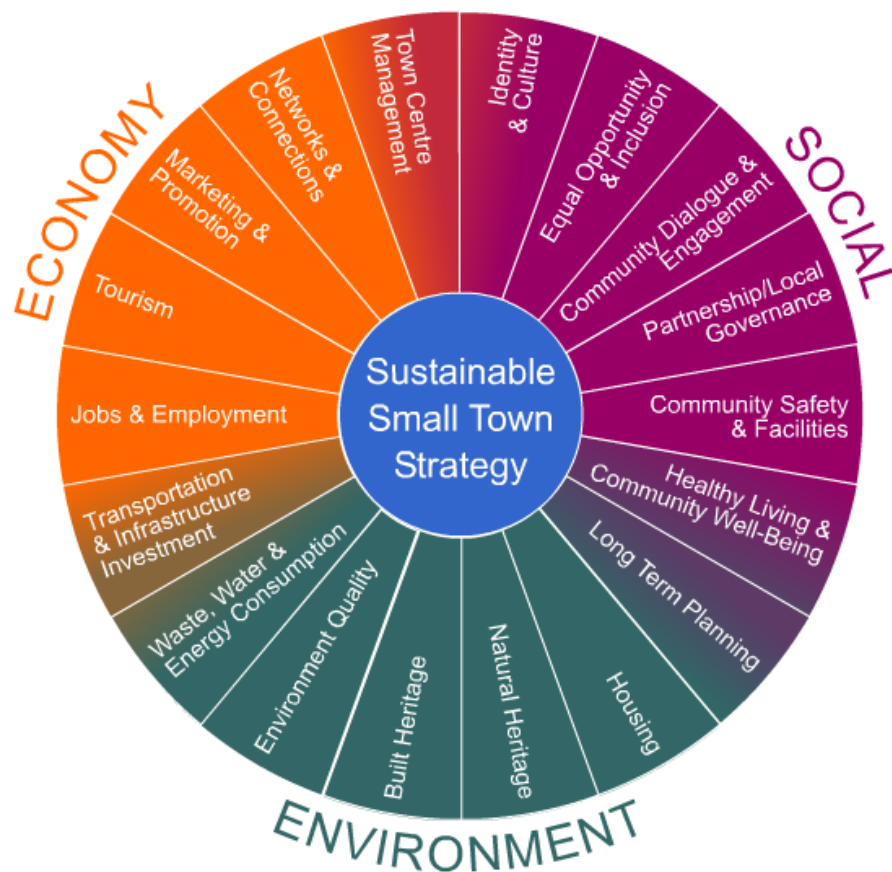 ECONOMY
SOCIAL
ENVIRONMENT
Sustainable
Small Town
Strategy
Identity
& Culture
Equal Opportunity
& Inclusion
Community Dialogue &
Engagement
Partnership/Local
Governance
Community Safety
& Facilities
Healthy Living &
Community Well-Being
Long Term Planning
Housing
Natural Heritage
Built Heritage
Environment Quality
Waste, Water &
Energy Consumption
Transportation
& Infrastructure
Investment
Jobs & Employment
Tourism
Marketing &
Promotion
Networks &
Connections
Town Centre
Management